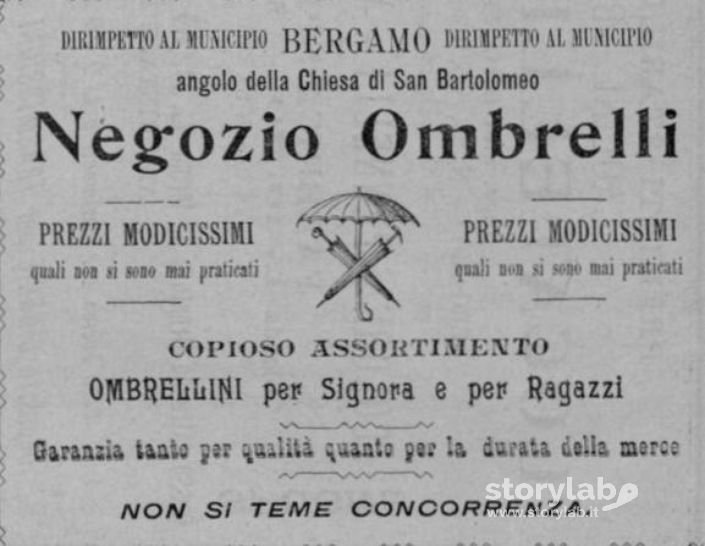 DIRIMPETTO AL MUNICIPIO BERGAMO DIRIMPETTO AL MUNICIPIO
angolo della Chiesa di San Bartolomeo
Negozio Ombrelli
PREZZI MODICISSIMI
quali non si sono mai praticati
PREZZI MODICISSIMI
quali non si sono mai praticati
COPIOSO ASSORTIMENTO
OMBRELLINI per Signora e per Ragazzi
Garanzia tanto per qualità quanto per la durata della merce
NON SI TEME CONCORRENZA
storylab
www.storylab.it